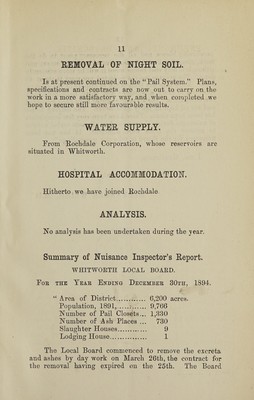 11
REMOVAL OF NIGHT SOIL.
Is at present continued on the "Pail System." Plans,
specifications and contracts are now out to carry on the
work in a more satisfactory way, and when completed we
hope to secure still more favourable results.
WATER SUPPLY.
From Rochdale Corporation, whose reservoirs are
situated in Whitworth.
HOSPITAL ACCOMMODATION.
Hitherto we have joined Rochdale
ANALYSIS.
No analysis has been undertaken during the year.
Summary of Nuisance Inspector's Report.
WHITWORTH LOCAL BOARD.
For the Year Ending December 30th, 1894.
"Area of District............ 6,200 acres.
Population, 1891,............ 9,766
Number of Pail Closets... 1,330
Number of Ash Places ... 730
Slaughter Houses............ 9
Lodging House............... 1
The Local Board commenced to remove the excreta
and ashes by day work on March 26th, the contract for
the removal having expired on the 25th. The Board